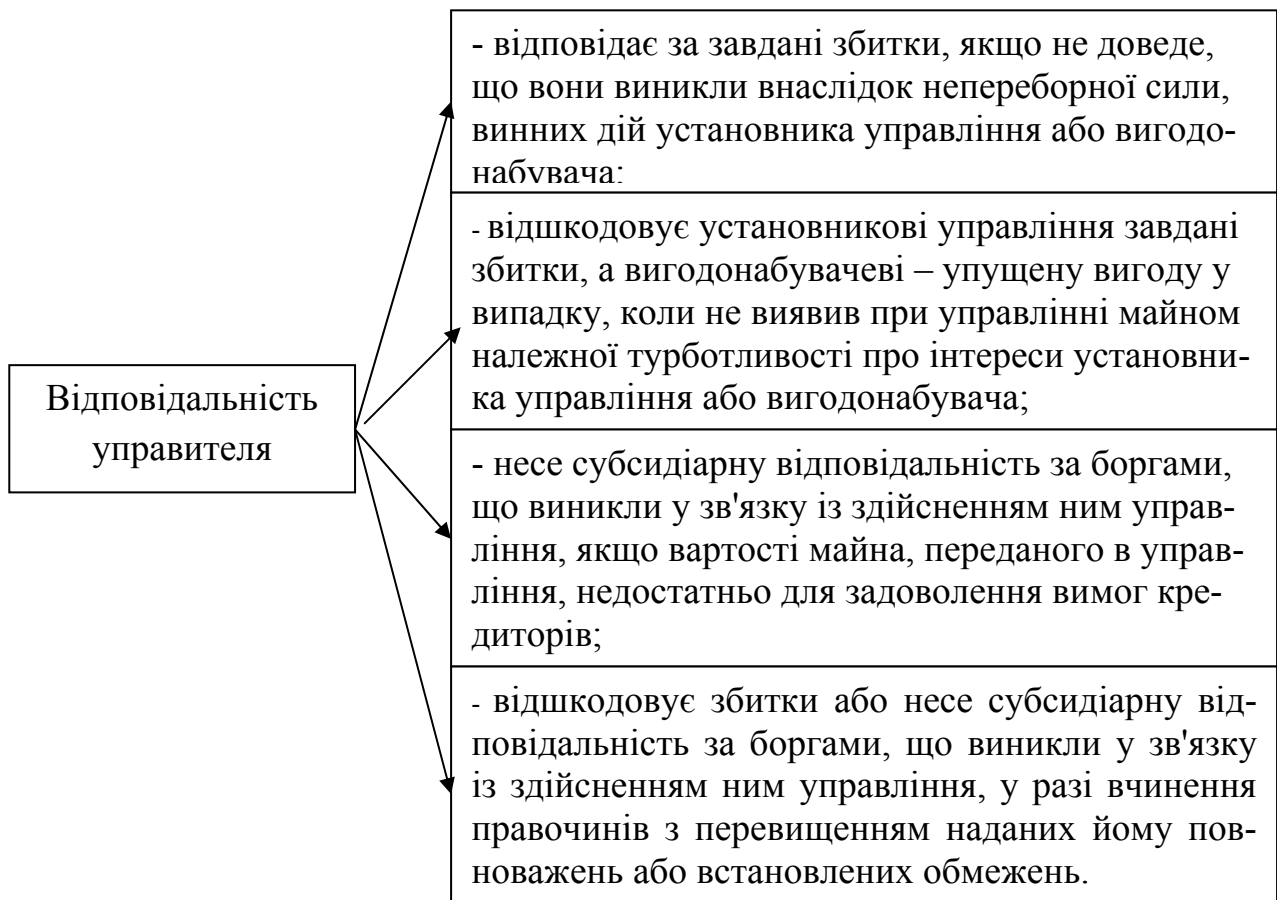 - відповідає за завдані збитки, якщо не доведе,
що вони виникли внаслідок непереборної сили,
винних дій установника управління або вигодо-
набувача;
- відшкодовує установникові управління завдані
збитки, а вигодонабувачеві – упущену вигоду у
випадку, коли не виявив при управлінні майном
належної турботливості про інтереси установни-
ка управління або вигодонабувача;
Відповідальність
управителя
- несе субсидіарну відповідальність за боргами,
що виникли у зв'язку із здійсненням ним управ-
ління, якщо вартості майна, переданого в управ-
ління, недостатньо для задоволення вимог кре-
диторів;
- відшкодовує збитки або несе субсидіарну від-
повідальність за боргами, що виникли у зв'язку
із здійсненням ним управління, у разі вчинення
правочинів з перевищенням наданих йому пов-
новажень або встановлених обмежень.